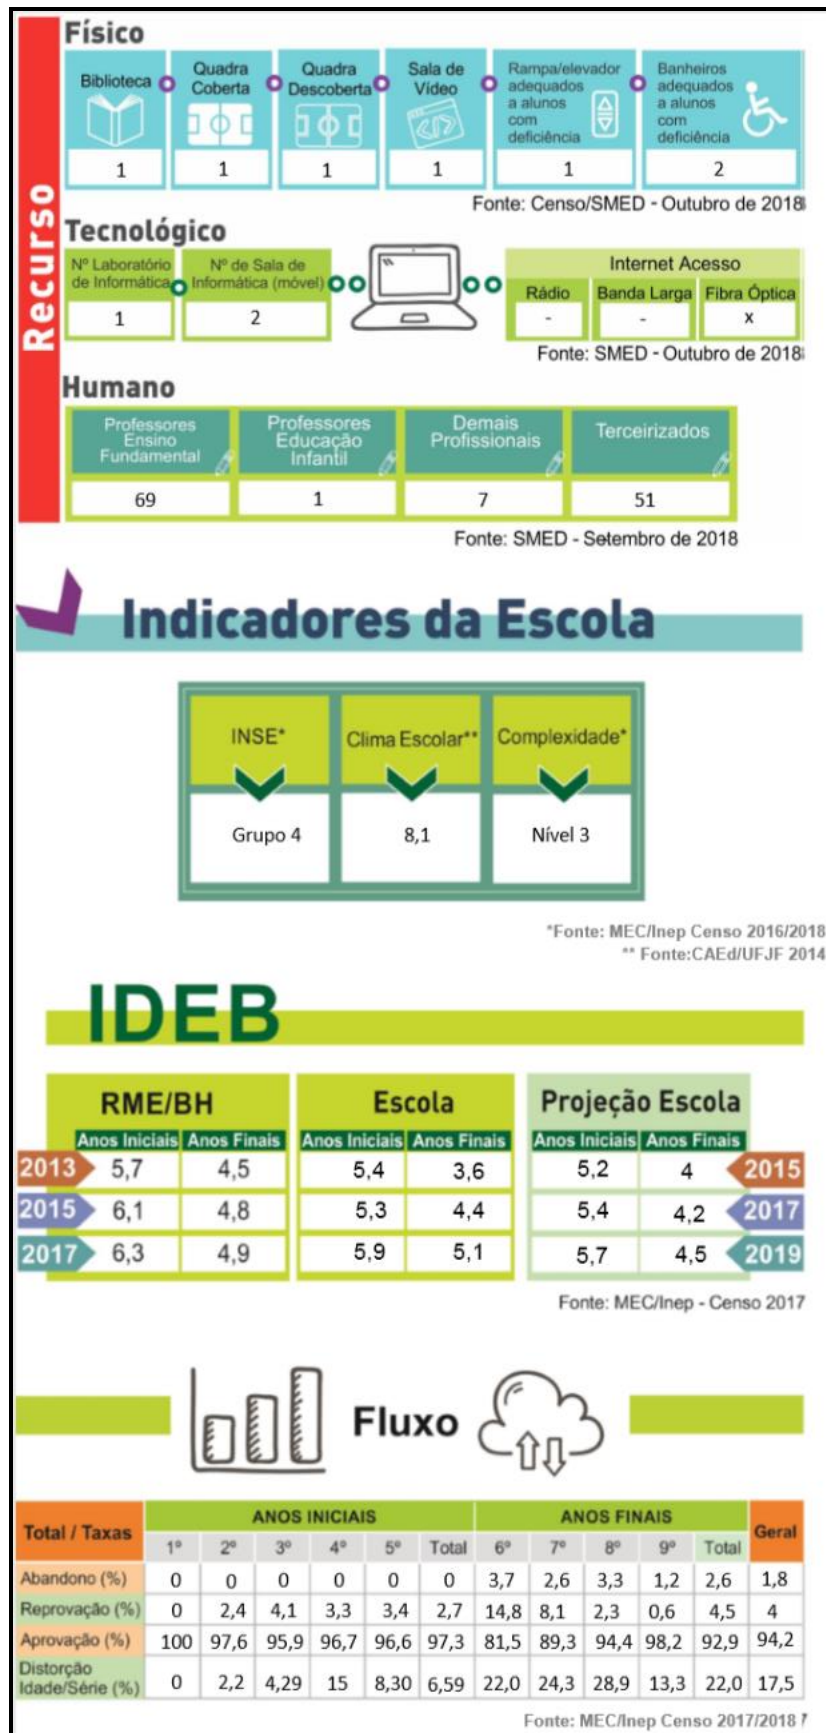 Recurso
Físico
Biblioteca
Quadra
Coberta
Quadra
Descoberta
Sala de
Vídeo
Rampa/elevador
adequados
a alunos
com
deficiência
Banheiros
adequados
a alunos
com
deficiência
1 1 1 1 1 2
Fonte: Censo/SMED - Outubro de 2018
Tecnológico
Nº Laboratório
de Informática
Nº de Sala de
Informática (móvel)
1 2
Internet Acesso
Rádio Banda Larga Fibra Óptica
- - x
Fonte: SMED - Outubro de 2018
Humano
Professores
Ensino
Fundamental
Professores
Educação
Infantil
Demais
Profissionais
Terceirizados
69 1 7 51
Fonte: SMED - Setembro de 2018
Indicadores da Escola
INSE* Clima Escolar** Complexidade*
Grupo 4 8,1 Nível 3
*Fonte: MEC/Inep Censo 2016/2018
** Fonte:CAEd/UFJF 2014
IDEB
RME/BH Escola Projeção Escola
Anos Iniciais Anos Finais Anos Iniciais Anos Finais Anos Iniciais Anos Finais
2013 5,7 4,5 5,4 3,6 5,2 4 2015
2015 6,1 4,8 5,3 4,4 5,4 4,2 2017
2017 6,3 4,9 5,9 5,1 5,7 4,5 2019
Fonte: MEC/Inep - Censo 2017
Fluxo
Total / Taxas ANOS INICIAIS ANOS FINAIS Geral
1º 2º 3º 4º 5º Total 6º 7º 8º 9º Total
Abandono (%) 0 0 0 0 0 0 3,7 2,6 3,3 1,2 2,6 1,8
Reprovação (%) 0 2,4 4,1 3,3 3,4 2,7 14,8 8,1 2,3 0,6 4,5 4
Aprovação (%) 100 97,6 95,9 96,7 96,6 97,3 81,5 89,3 94,4 98,2 92,9 94,2
Distorção
Idade/Série (%) 0 2,2 4,29 15 8,30 6,59 22,0 24,3 28,9 13,3 22,0 17,5
Fonte: MEC/Inep Censo 2017/2018